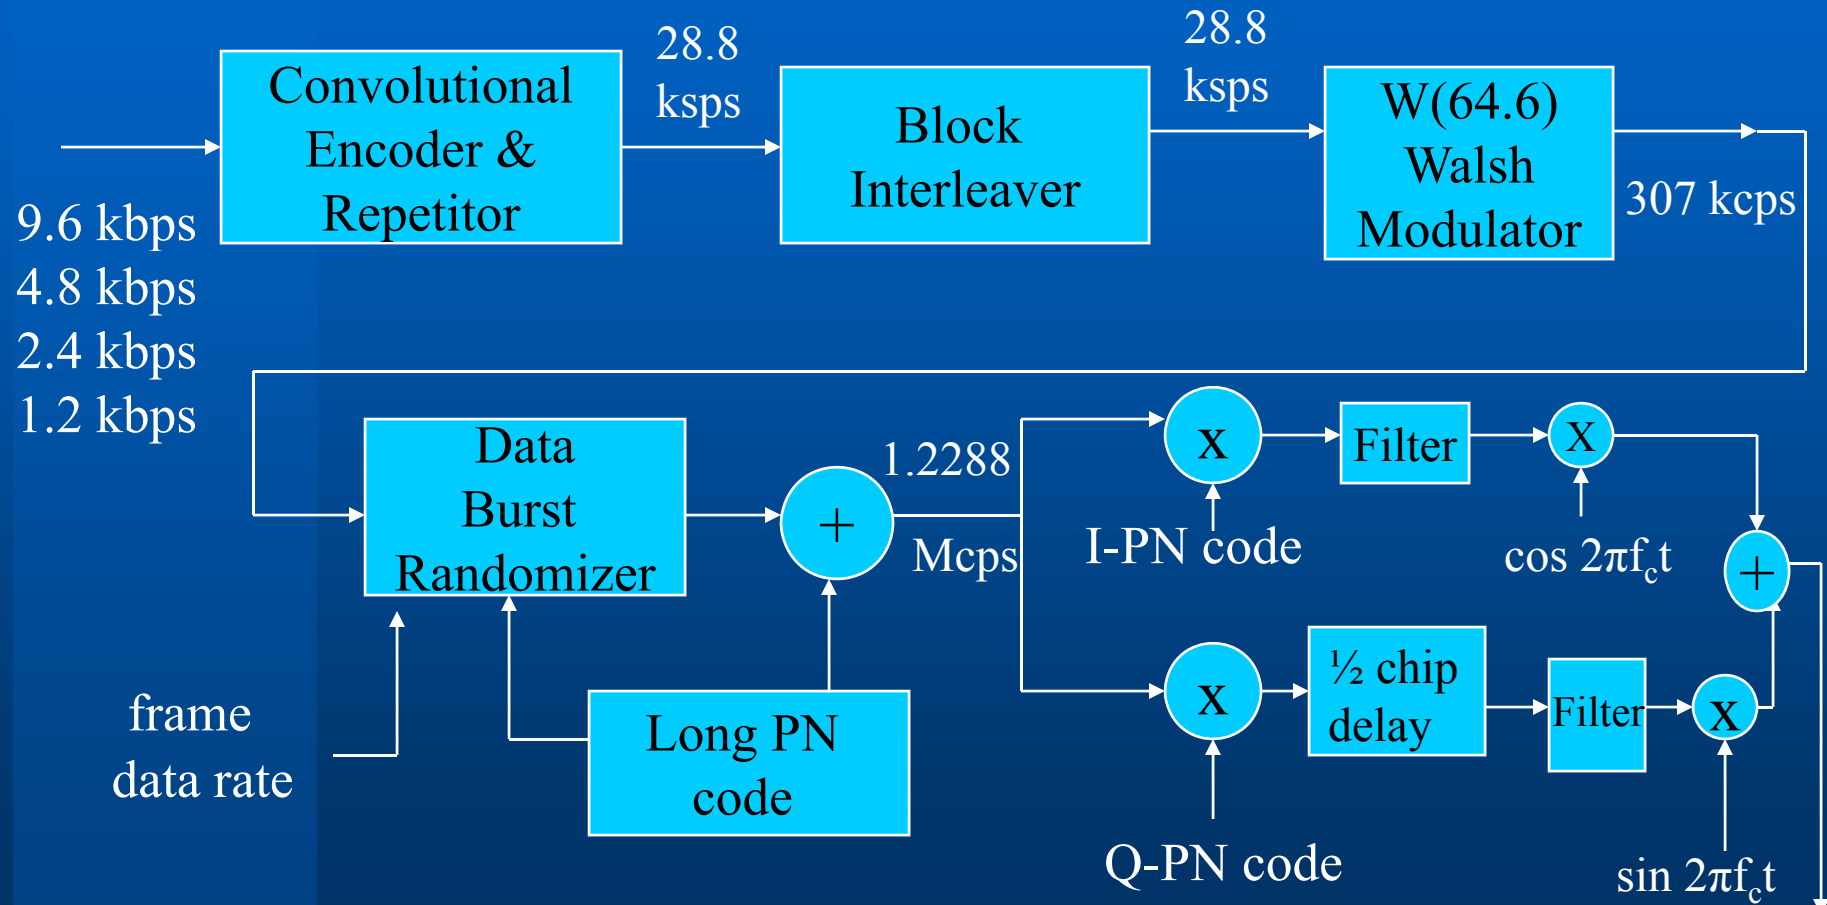 9.6 kbps
4.8 kbps
2.4 kbps
1.2 kbps
Convolutional
Encoder &
Repetitor
28.8
ksps
Block
Interleaver
28.8
ksps
W(64.6)
Walsh
Modulator
307 kcps
Data
Burst
Randomizer
frame
data rate
Long PN
code
+
1.2288
Mcps
x
I-PN code
Filter
X
cos 2πf_ct
x
Q-PN code
½ chip
delay
Filter
x
sin 2πf_ct
+